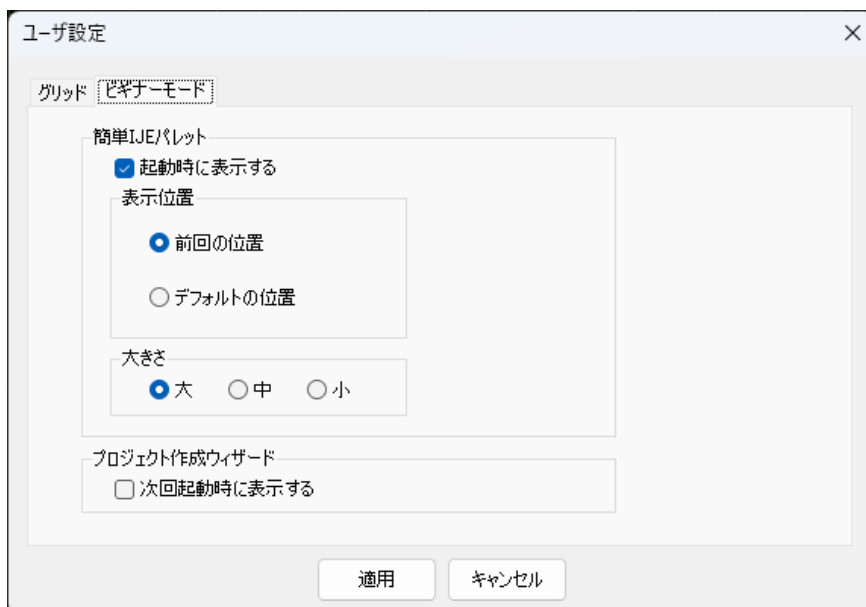 ユーザ設定
グリッド ビギナーモード
簡単IJEパレット
起動時に表示する
表示位置
前回の位置
デフォルトの位置
大きさ
大 中 小
プロジェクト作成ウィザード
次回起動時に表示する
適用 キャンセル